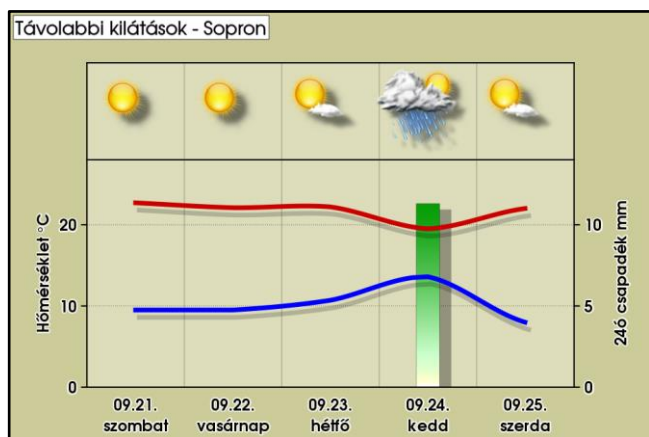 Távolabbi kilátások - Sopron
Hőmérséklet °C
20
10
0
24ó csapadék mm
10
5
0
09.21.
szombat
09.22.
vasárnap
09.23.
hétfő
09.24.
kedd
09.25.
szerda